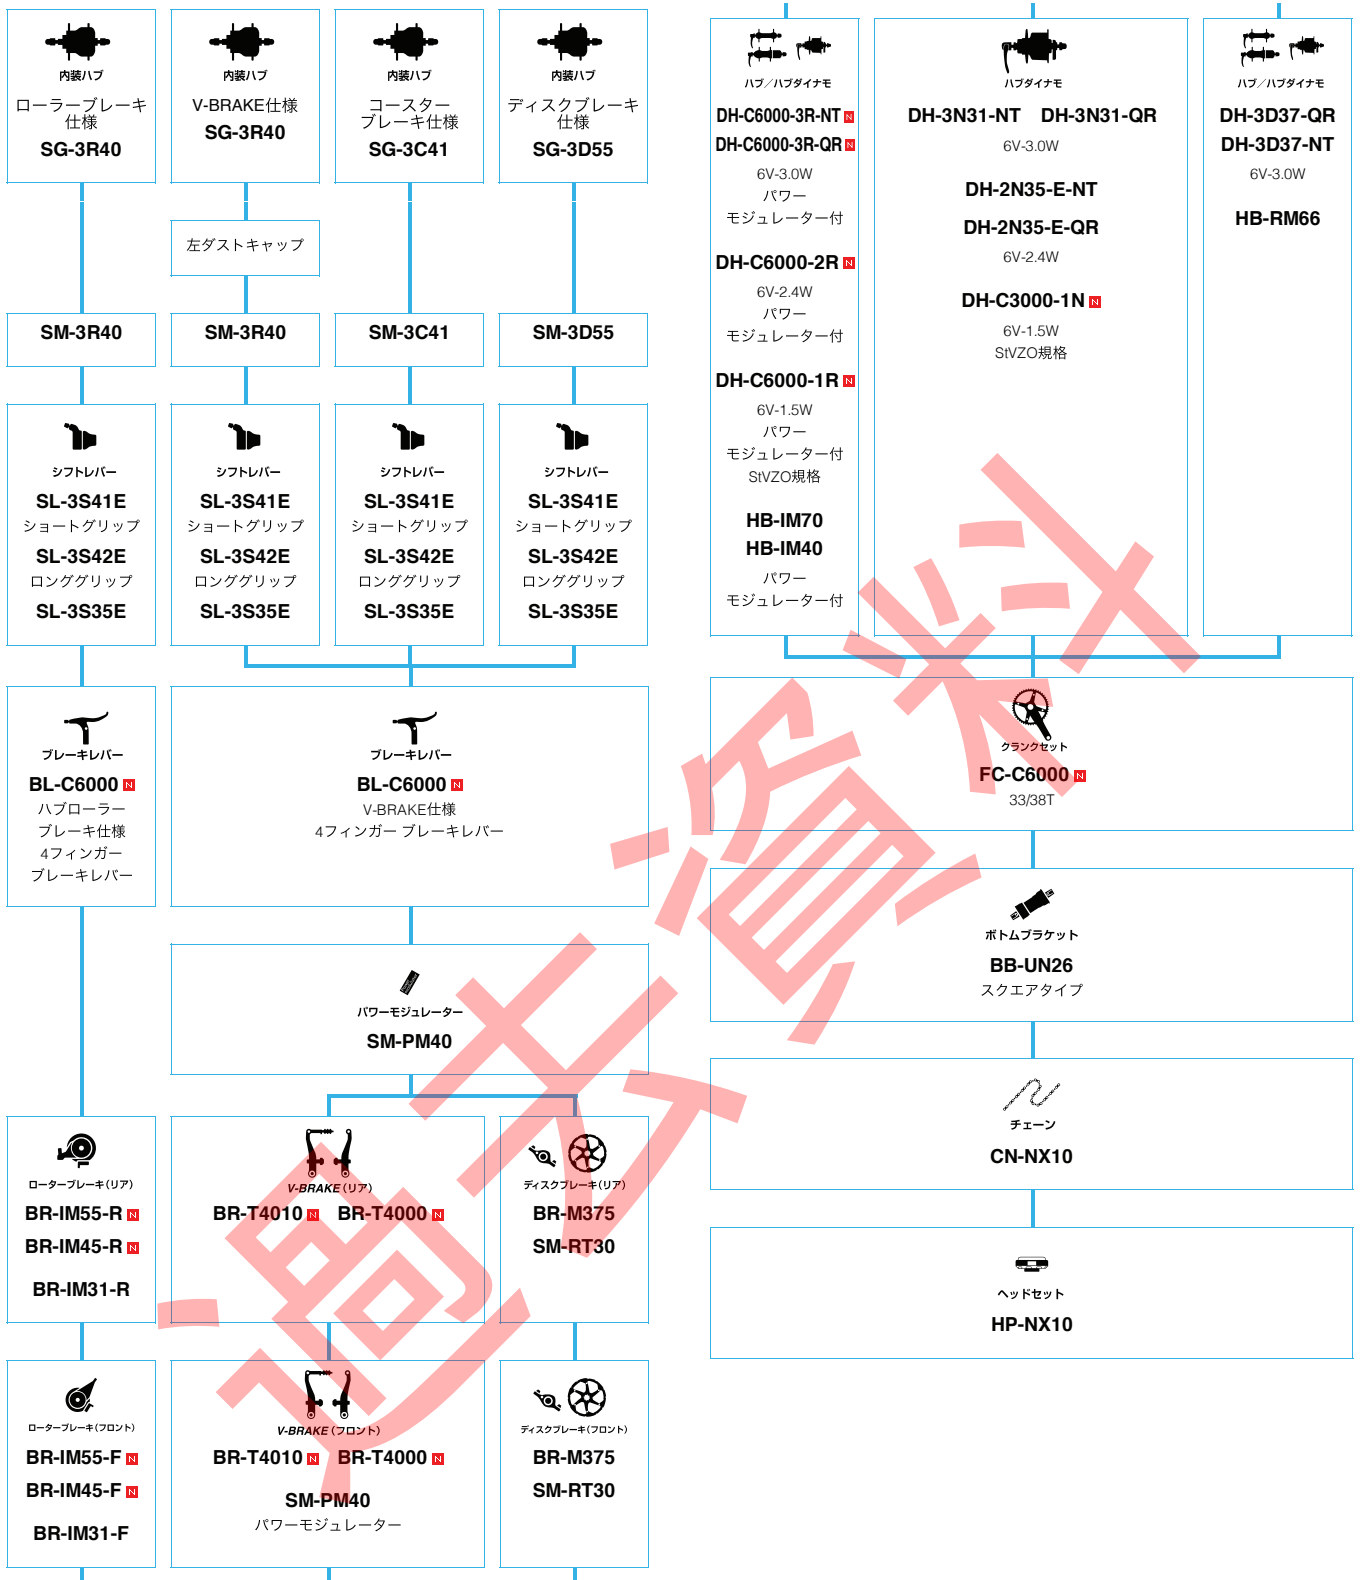 内装ハブ
ローラーブレーキ
仕様
SG-3R40
内装ハブ
V-BRAKE仕様
SG-3R40
内装ハブ
コースター
ブレーキ仕様
SG-3C41
内装ハブ
ディスクブレーキ
仕様
SG-3D55
左ダストキャップ
SM-3R40
SM-3R40
SM-3C41
SM-3D55
シフトレバー
SL-3S41E
ショートグリップ
SL-3S42E
ロンググリップ
SL-3S35E
シフトレバー
SL-3S41E
ショートグリップ
SL-3S42E
ロンググリップ
SL-3S35E
シフトレバー
SL-3S41E
ショートグリップ
SL-3S42E
ロンググリップ
SL-3S35E
シフトレバー
SL-3S41E
ショートグリップ
SL-3S42E
ロンググリップ
SL-3S35E
ブレーキレバー
BL-C6000 N
ハブローラー
ブレーキ仕様
4フィンガー
ブレーキレバー
ブレーキレバー
BL-C6000 N
V-BRAKE仕様
4フィンガー ブレーキレバー
パワーモジュレーター
SM-PM40
ローターブレーキ(リア)
BR-IM55-R N
BR-IM45-R N
BR-IM31-R
V-BRAKE(リア)
BR-T4010 N BR-T4000 N
ディスクブレーキ(リア)
BR-M375
SM-RT30
ローターブレーキ(フロント)
BR-IM55-F N
BR-IM45-F N
BR-IM31-F
V-BRAKE(フロント)
BR-T4010 N BR-T4000 N
SM-PM40
パワーモジュレーター
ディスクブレーキ(フロント)
BR-M375
SM-RT30
ハブ/ハブダイナモ
DH-C6000-3R-NT N
DH-C6000-3R-QR N
6V-3.0W
パワー
モジュレーター付
DH-C6000-2R N
6V-2.4W
パワー
モジュレーター付
DH-C6000-1R N
6V-1.5W
パワー
モジュレーター付
StVZO規格
HB-IM70
HB-IM40
パワー
モジュレーター付
ハブダイナモ
DH-3N31-NT DH-3N31-QR
6V-3.0W
DH-2N35-E-NT
DH-2N35-E-QR
6V-2.4W
DH-C3000-1N N
6V-1.5W
StVZO規格
ハブ/ハブダイナモ
DH-3D37-QR
DH-3D37-NT
6V-3.0W
HB-RM66
クランクセット
FC-C6000 N
33/38T
ボトムブラケット
BB-UN26
スクエアタイプ
チェーン
CN-NX10
ヘッドセット
HP-NX10
過去資料